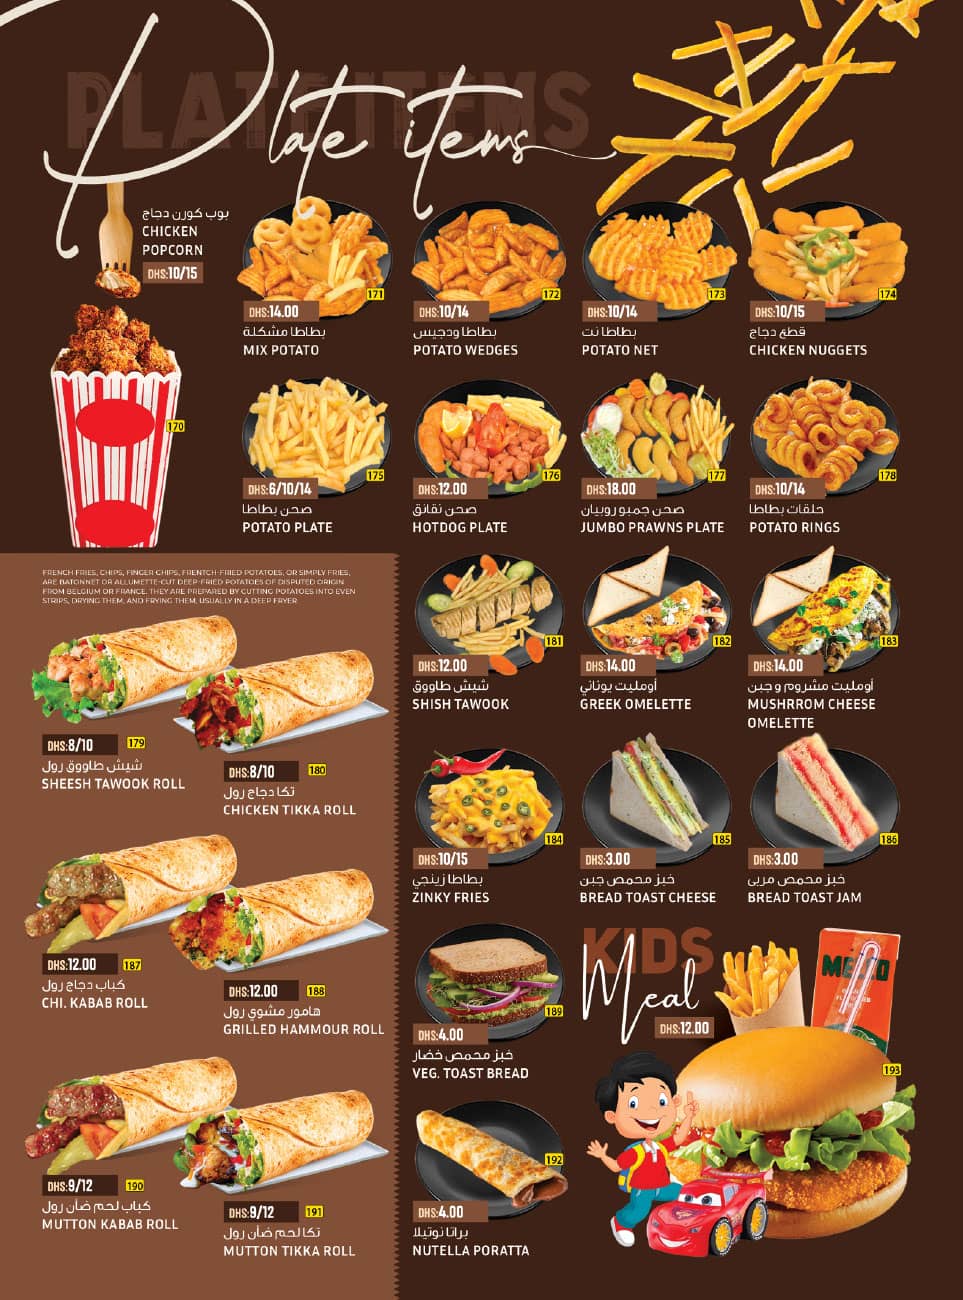 PLATE ITEMS
Plate items
بوب كورن دجاج
CHICKEN
POPCORN
DHS:10/15
170
171
DHS:14.00
بطاطا مشكلة
MIX POTATO
172
DHS:10/14
بطاطا ودجيس
POTATO WEDGES
173
DHS:10/14
بطاطا نت
POTATO NET
174
DHS:10/15
قطع دجاج
CHICKEN NUGGETS
175
DHS:6/10/14
صحن بطاطا
POTATO PLATE
176
DHS:12.00
صحن نقانق
HOTDOG PLATE
177
DHS:18.00
صحن جمبو روبيان
JUMBO PRAWNS PLATE
178
DHS:10/14
حلقات بطاطا
POTATO RINGS
FRENCH FRIES, CHIPS, FINGER CHIPS, FRIENTCH-FRIED POTATOES, OR SIMPLY FRIES,
ARE BATONNET OR ALLUMETTE-CUT DEEP-FRIED POTATOES OF DISPUTED ORIGIN
FROM BELGIUM OR FRANCE. THEY ARE PREPARED BY CUTTING POTATOES INTO EVEN
STRIPS, DRYING THEM, AND FRYING THEM, USUALLY IN A DEEP FRYER
DHS:8/10
179
شيش طاووق رول
SHEESH TAWOOK ROLL
DHS:8/10
180
تكا دجاج رول
CHICKEN TIKKA ROLL
181
DHS:12.00
شيش طاووق
SHISH TAWOOK
182
DHS:14.00
أومليت يوناني
GREEK OMELETTE
183
DHS:14.00
أومليت مشروم و جبن
MUSHRROM CHEESE
OMELETTE
184
DHS:10/15
بطاطا زينجي
ZINKY FRIES
185
DHS:3.00
خبز محمص جبن
BREAD TOAST CHEESE
186
DHS:3.00
خبز محمص مربى
BREAD TOAST JAM
DHS:12.00
187
كباب دجاج رول
CHI. KABAB ROLL
DHS:12.00
188
هامور مشوي رول
GRILLED HAMMOUR ROLL
189
DHS:4.00
خبز محمص خضار
VEG. TOAST BREAD
DHS:9/12
190
كباب لحم ضأن رول
MUTTON KABAB ROLL
DHS:9/12
191
تكا لحم ضأن رول
MUTTON TIKKA ROLL
192
DHS:4.00
براتا نوتيلا
NUTELLA PORATTA
KIDS
Meal
DHS:12.00
193